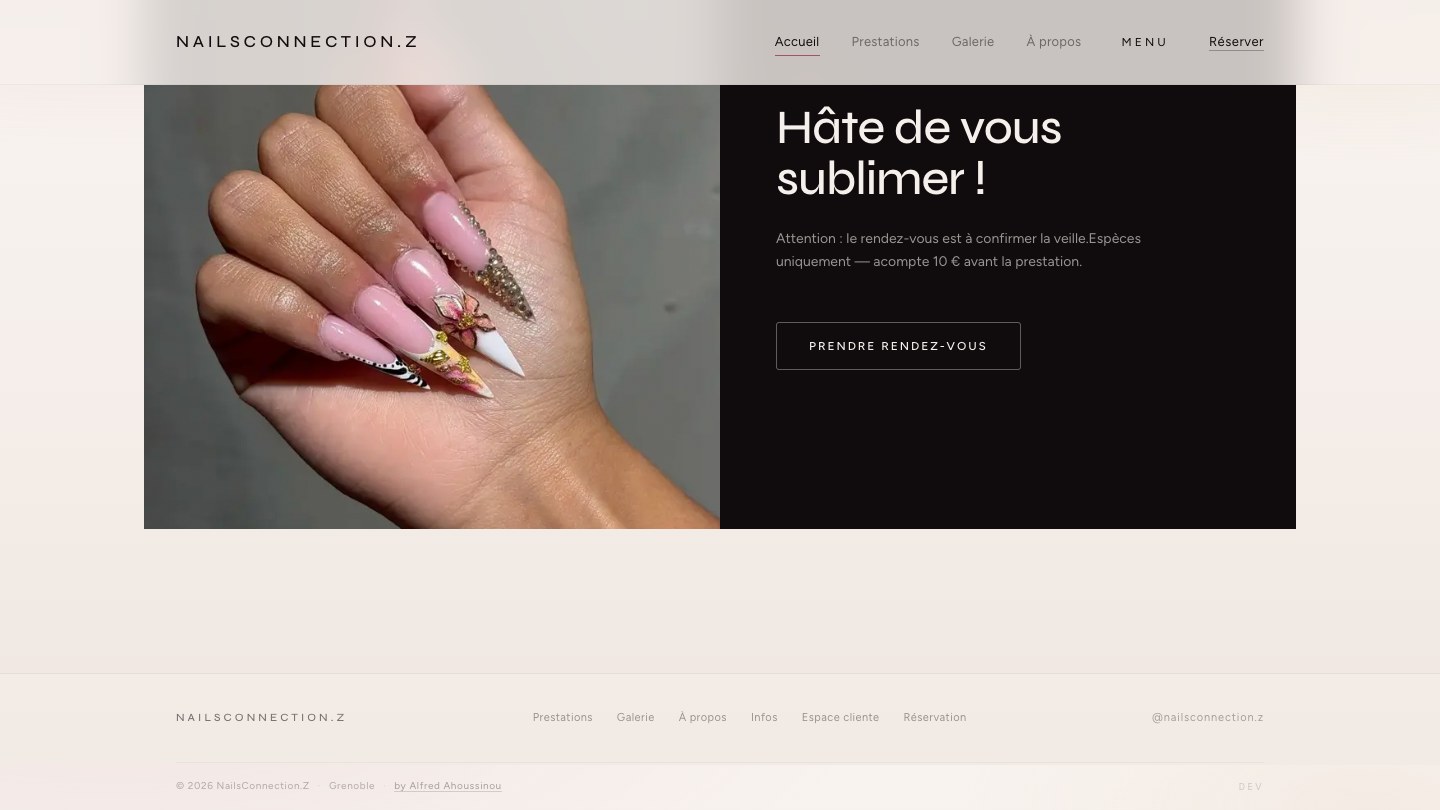 NAILSCONNECTION.Z
Accueil Prestations Galerie À propos MENU Réserver
Hâte de vous
sublimer !
Attention : le rendez-vous est à confirmer la veille.Espèces
uniquement — acompte 10 € avant la prestation.
PRENDRE RENDEZ-VOUS
NAILSCONNECTION.Z Prestations Galerie À propos Infos Espace cliente Réservation @nailsconnection.z
© 2026 NailsConnection.Z · Grenoble by Alfred Ahoussinou DEV